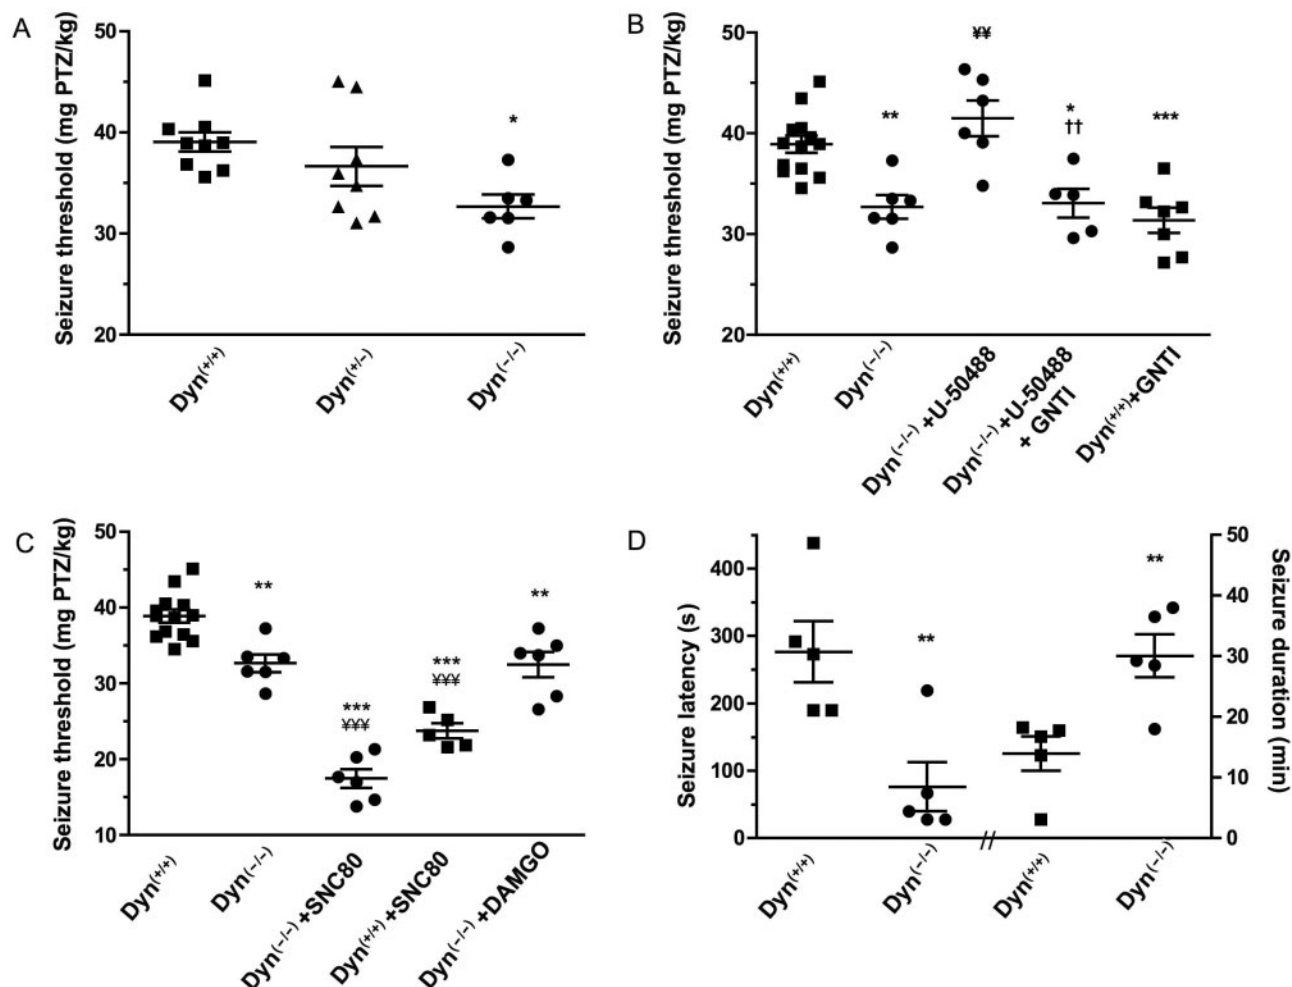 A
Seizure threshold (mg PTZ/kg)
50
40
30
20
*
Dyn(+/+)
Dyn(+/−)
Dyn(−/−)
B
Seizure threshold (mg PTZ/kg)
50
40
30
20
**
¥¥
*
††
***
Dyn(+/+)
Dyn(−/−)
Dyn(−/−) +U-50488
Dyn(−/−) +U-50488
+ GNTI
Dyn(+/+)+GNTI
C
Seizure threshold (mg PTZ/kg)
50
40
30
20
10
**
***
¥¥¥
***
¥¥¥
**
Dyn(+/+)
Dyn(−/−)
Dyn(−/−) +SNC80
Dyn(+/+) +SNC80
Dyn(−/−) +DAMGO
D
Seizure latency (s)
400
300
200
100
0
**
**
50
40
30
20
10
0
Seizure duration (min)
Dyn(+/+)
Dyn(−/−)
//
Dyn(+/+)
Dyn(−/−)